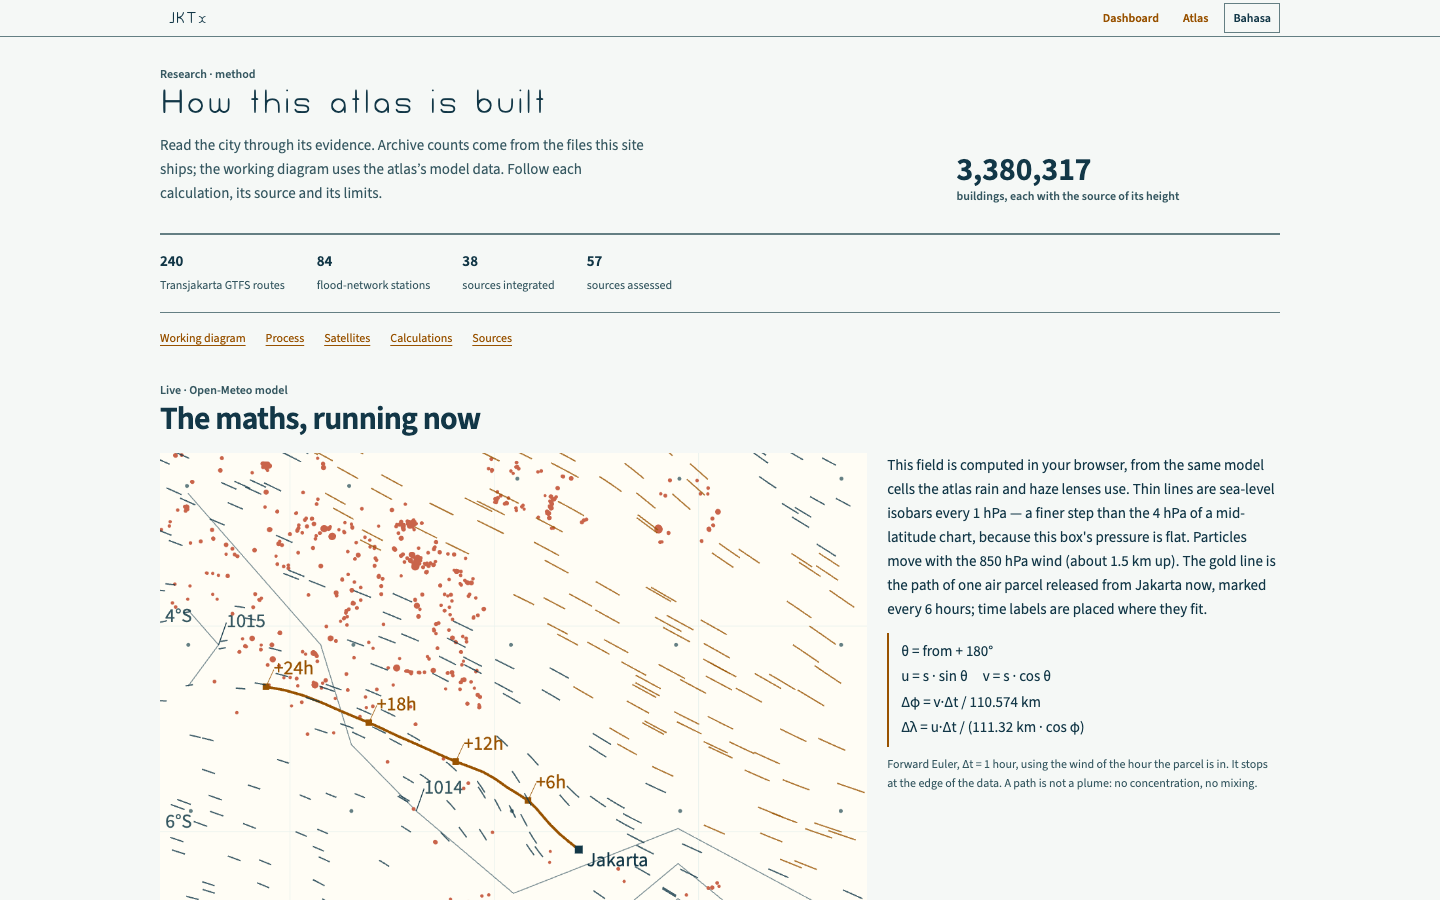 JKTx
Dashboard
Atlas
Bahasa
Research · method
How this atlas is built
Read the city through its evidence. Archive counts come from the files this site
ships; the working diagram uses the atlas’s model data. Follow each
calculation, its source and its limits.
3,380,317
buildings, each with the source of its height
240
Transjakarta GTFS routes
84
flood-network stations
38
sources integrated
57
sources assessed
Working diagram
Process
Satellites
Calculations
Sources
Live · Open-Meteo model
The maths, running now
4°S
1015
+24h
+18h
+12h
+6h
1014
6°S
Jakarta
This field is computed in your browser, from the same model
cells the atlas rain and haze lenses use. Thin lines are sea-level
isobars every 1 hPa — a finer step than the 4 hPa of a mid-
latitude chart, because this box's pressure is flat. Particles
move with the 850 hPa wind (about 1.5 km up). The gold line is
the path of one air parcel released from Jakarta now, marked
every 6 hours; time labels are placed where they fit.
θ = from + 180°
u = s · sin θ v = s · cos θ
Δφ = v·Δt / 110.574 km
Δλ = u·Δt / (111.32 km · cos φ)
Forward Euler, Δt = 1 hour, using the wind of the hour the parcel is in. It stops
at the edge of the data. A path is not a plume: no concentration, no mixing.